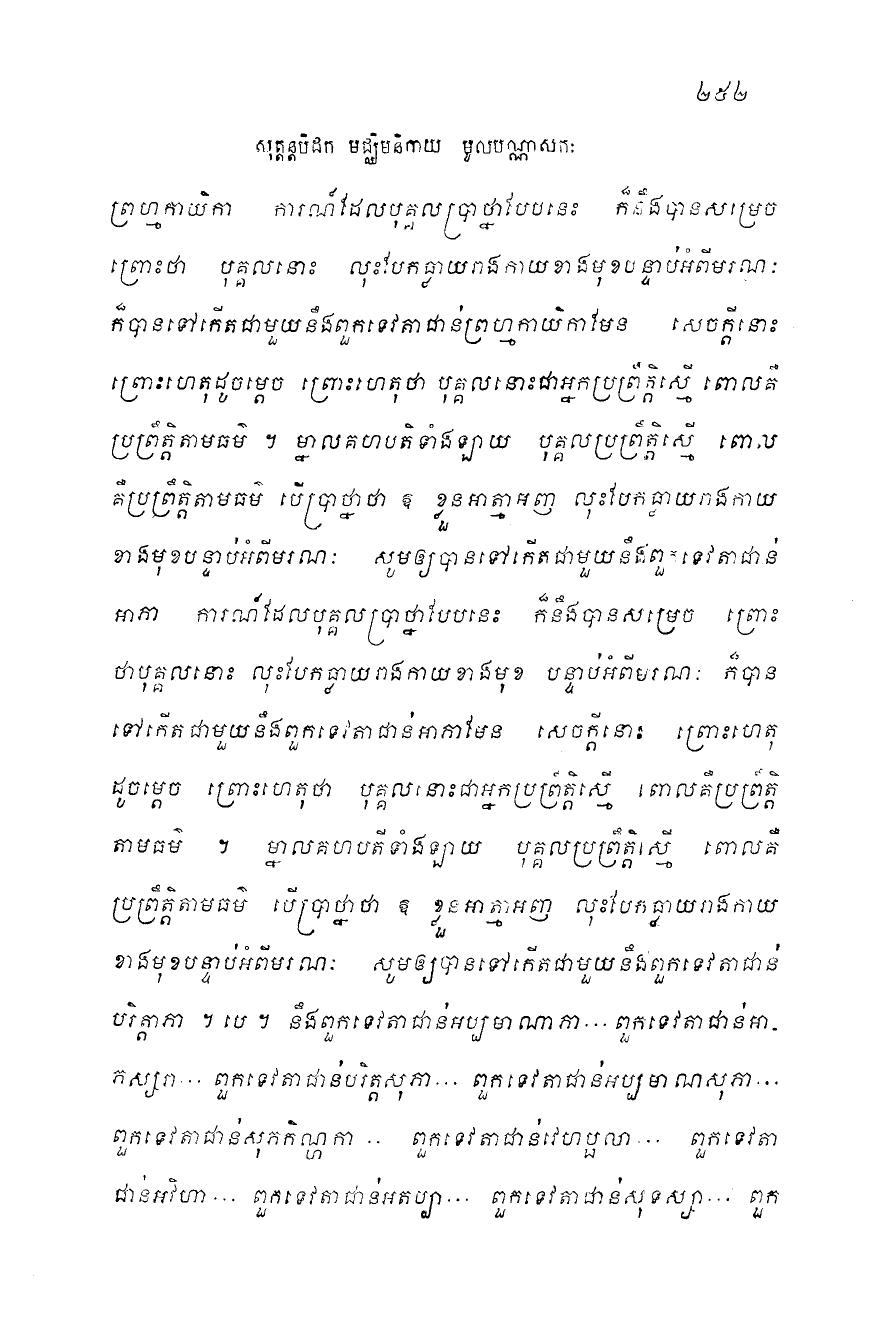 ២៥២
សុត្តន្តបិដក មជ្ឈិមនិកាយ មូលបណ្ណាសកៈ
ព្រហ្មកាយិកា ការណ៍ដែលបុគ្គលប្រាថ្នាបែបនេះ ក៏នឹងបានសម្រេច
ព្រោះថា បុគ្គលនោះ លុះបែកធ្លាយរាងកាយខាងមុខបន្ទាប់អំពីមរណៈ
ក៏បានទៅកើតជាមួយនឹងពួកទេវតាជាន់ព្រហ្មកាយិកាមែន សេចក្តីនោះ
ព្រោះហេតុដូចម្តេច ព្រោះហេតុថា បុគ្គលនោះជាអ្នកប្រព្រឹត្តិស្មើ ពោលគឺ
ប្រព្រឹត្តិតាមធម៌ ។ ម្នាលគហបតិទាំងឡាយ បុគ្គលប្រព្រឹត្តិស្មើ ពោល
គឺប្រព្រឹត្តិតាមធម៌ បើប្រាថ្នាថា ឱ ខ្លួនអាត្មាអញ លុះបែកធ្លាយរាងកាយ
ខាងមុខបន្ទាប់អំពីមរណៈ សូមឲ្យបានទៅកើតជាមួយនឹងពួកទេវតាជាន់
អាភា ការណ៍ដែលបុគ្គលប្រាថ្នាបែបនេះ ក៏នឹងបានសម្រេច ព្រោះ
ថាបុគ្គលនោះ លុះបែកធ្លាយរាងកាយខាងមុខ បន្ទាប់អំពីមរណៈ ក៏បាន
ទៅកើតជាមួយនឹងពួកទេវតាជាន់អាភាមែន សេចក្តីនោះ ព្រោះហេតុ
ដូចម្តេច ព្រោះហេតុថា បុគ្គលនោះជាអ្នកប្រព្រឹត្តិស្មើ ពោលគឺប្រព្រឹត្តិ
តាមធម៌ ។ ម្នាលគហបតីទាំងឡាយ បុគ្គលប្រព្រឹត្តិស្មើ ពោលគឺ
ប្រព្រឹត្តិតាមធម៌ បើប្រាថ្នាថា ឱ ខ្លួនអាត្មាអញ លុះបែកធ្លាយរាងកាយ
ខាងមុខបន្ទាប់អំពីមរណៈ សូមឲ្យបានទៅកើតជាមួយនឹងពួកទេវតាជាន់
បរិត្តាភា ។ បេ ។ នឹងពួកទេវតាជាន់អប្បមាណាភា... ពួកទេវតាជាន់អា-
ភស្សរា... ពួកទេវតាជាន់បរិត្តសុភា... ពួកទេវតាជាន់អប្បមាណសុភា...
ពួកទេវតាជាន់សុភកិណ្ហកា .. ពួកទេវតាជាន់វេហប្ផលា... ពួកទេវតា
ជាន់អវិហា... ពួកទេវតាជាន់អតប្បា... ពួកទេវតាជាន់សុទស្សា... ពួក